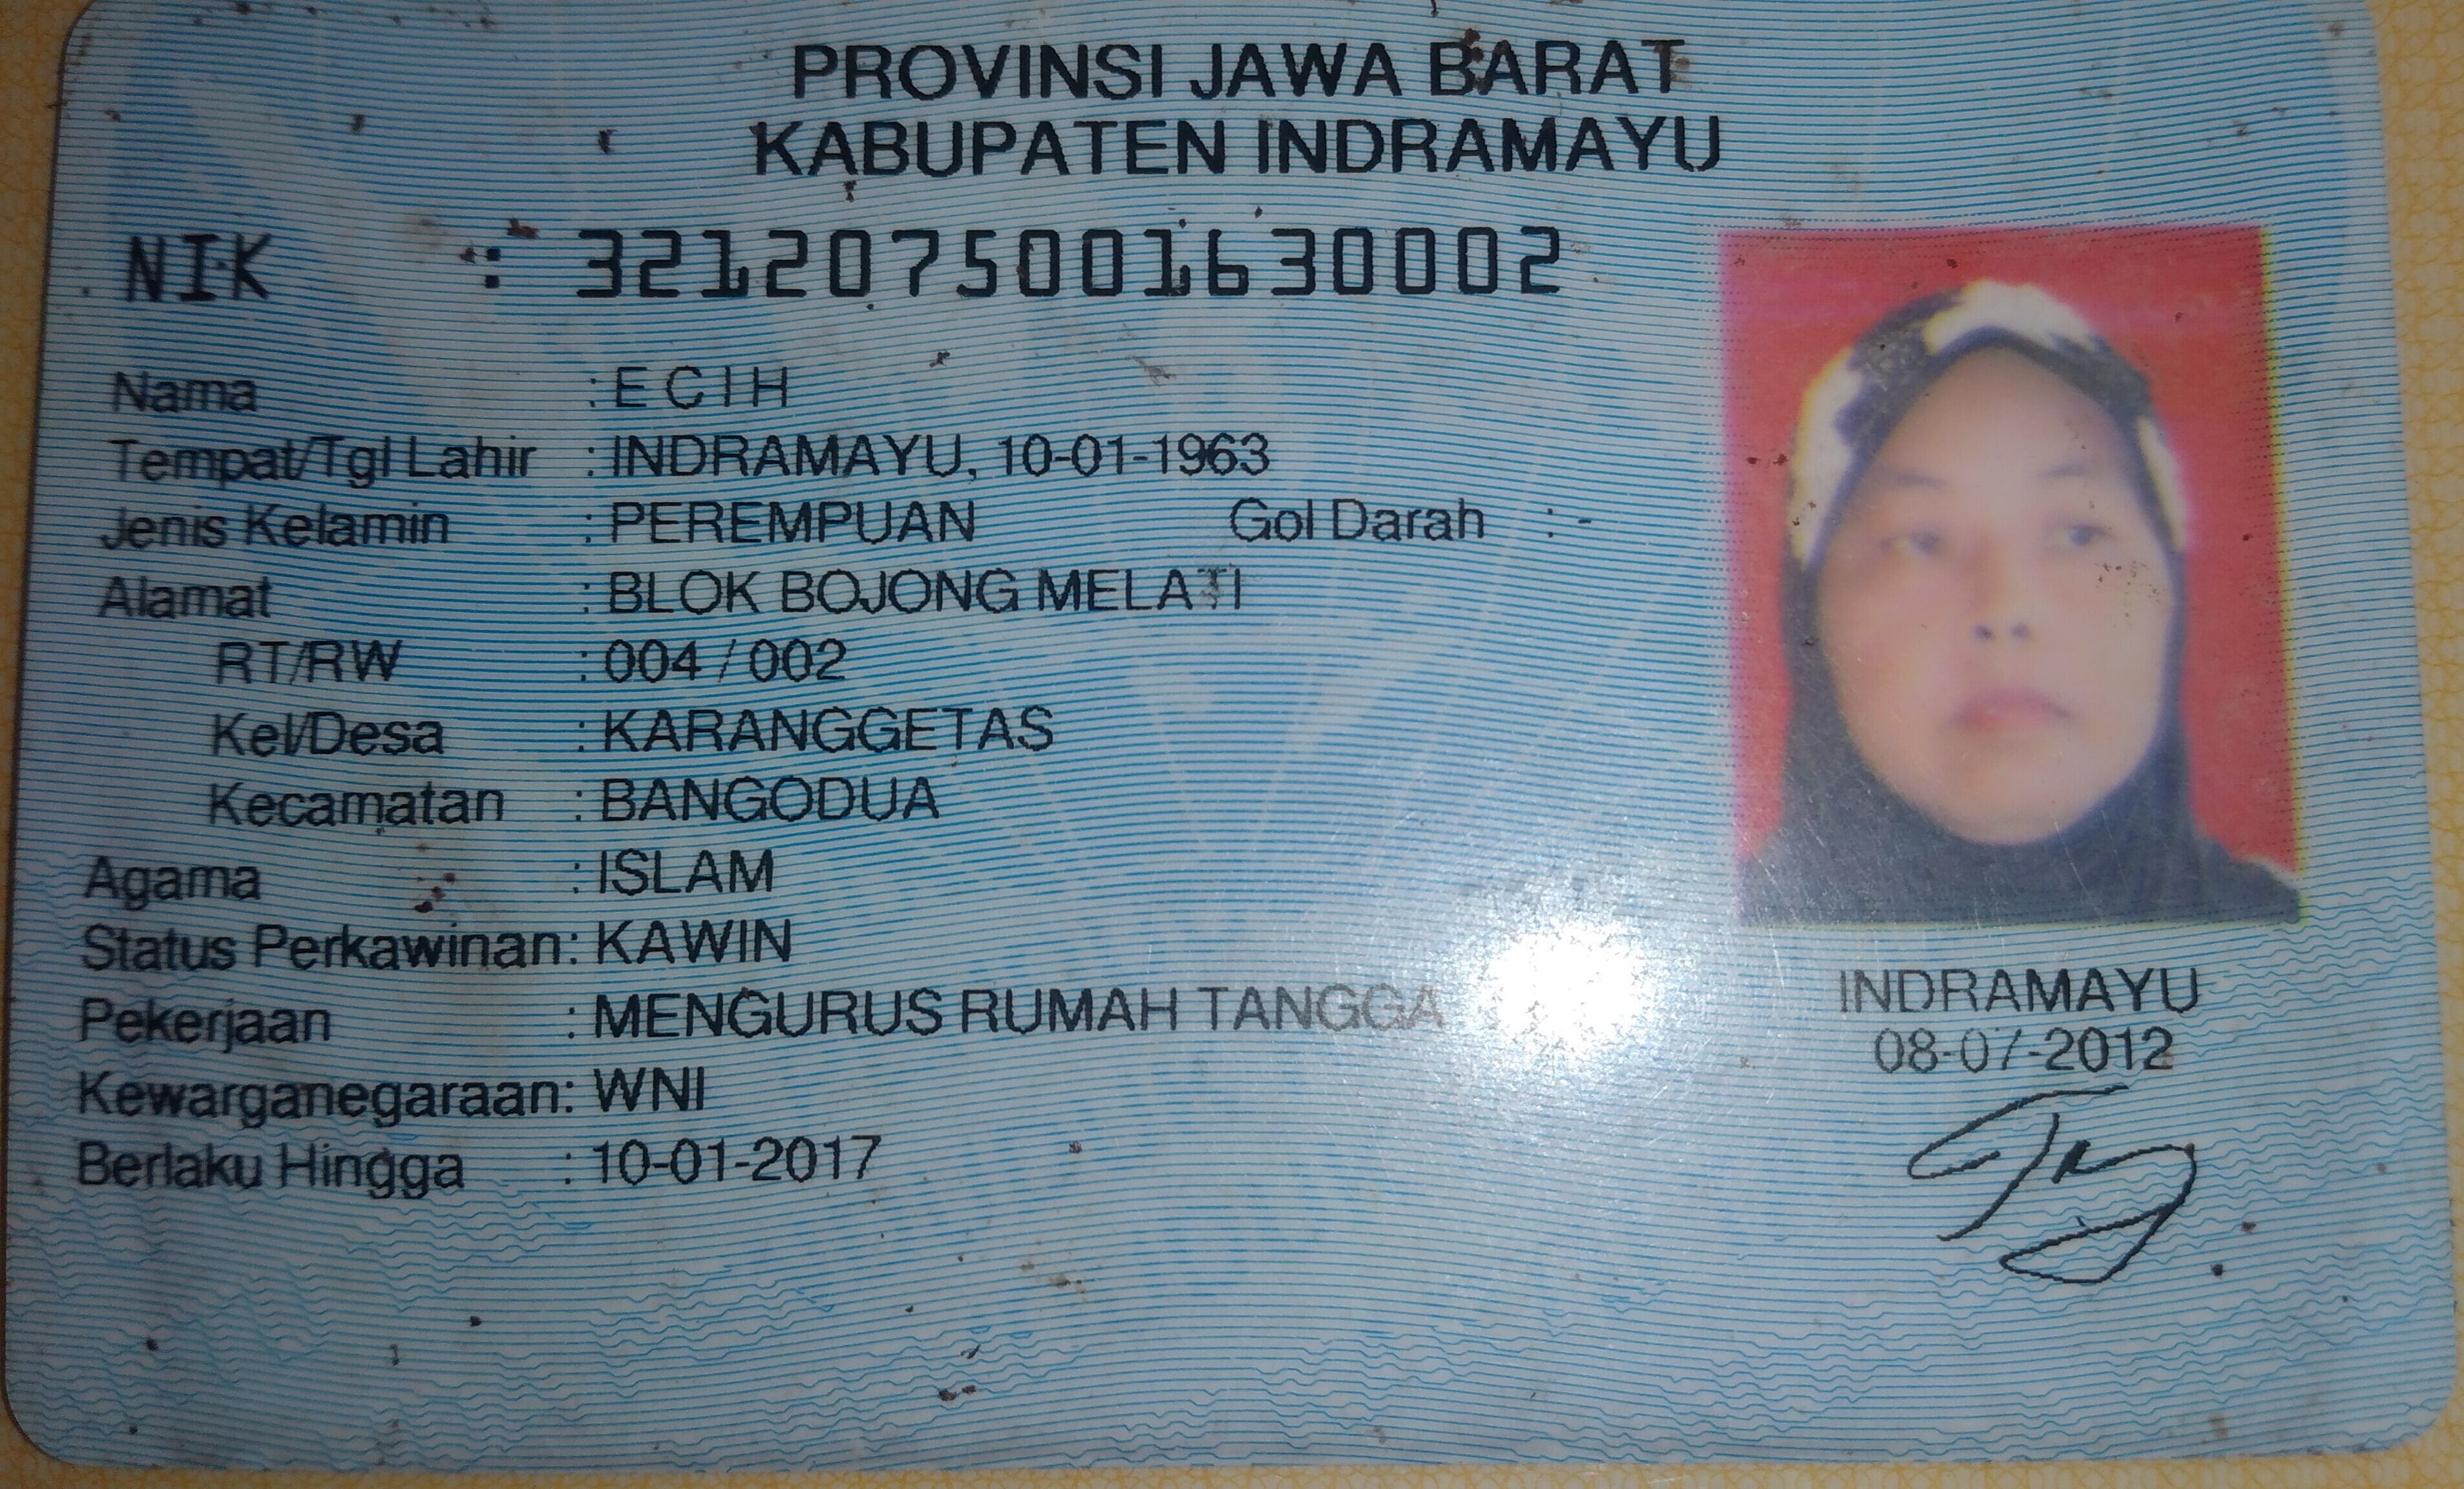 PROVINSI JAWA BARAT
KABUPATEN INDRAMAYU
NIK : 3212075001630002
Nama : E C I H
Tempat/Tgl Lahir : INDRAMAYU, 10-01-1963
Jenis Kelamin : PEREMPUAN Gol Darah : -
Alamat : BLOK BOJONG MELATI
RT/RW : 004 / 002
Kel/Desa : KARANGGETAS
Kecamatan : BANGODUA
Agama : ISLAM
Status Perkawinan: KAWIN
Pekerjaan : MENGURUS RUMAH TANGGA
Kewarganegaraan: WNI
Berlaku Hingga : 10-01-2017
INDRAMAYU
08-07-2012